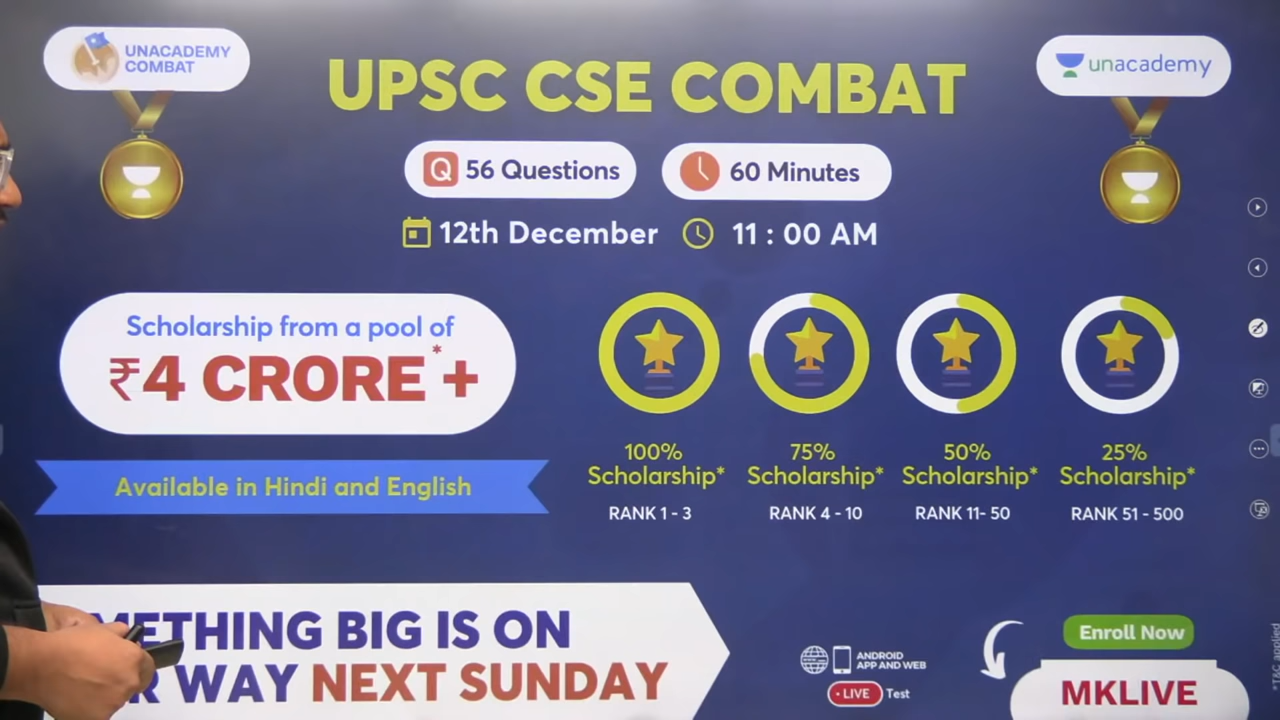 UNACADEMY
COMBAT
unacademy
UPSC CSE COMBAT
Q 56 Questions
60 Minutes
12th December
11 : 00 AM
Scholarship from a pool of
₹4 CRORE*+
Available in Hindi and English
100%
Scholarship*
RANK 1 - 3
75%
Scholarship*
RANK 4 - 10
50%
Scholarship*
RANK 11- 50
25%
Scholarship*
RANK 51 - 500
METHING BIG IS ON
R WAY NEXT SUNDAY
ANDROID
APP AND WEB
LIVE Test
Enroll Now
MKLIVE
*T&C applied